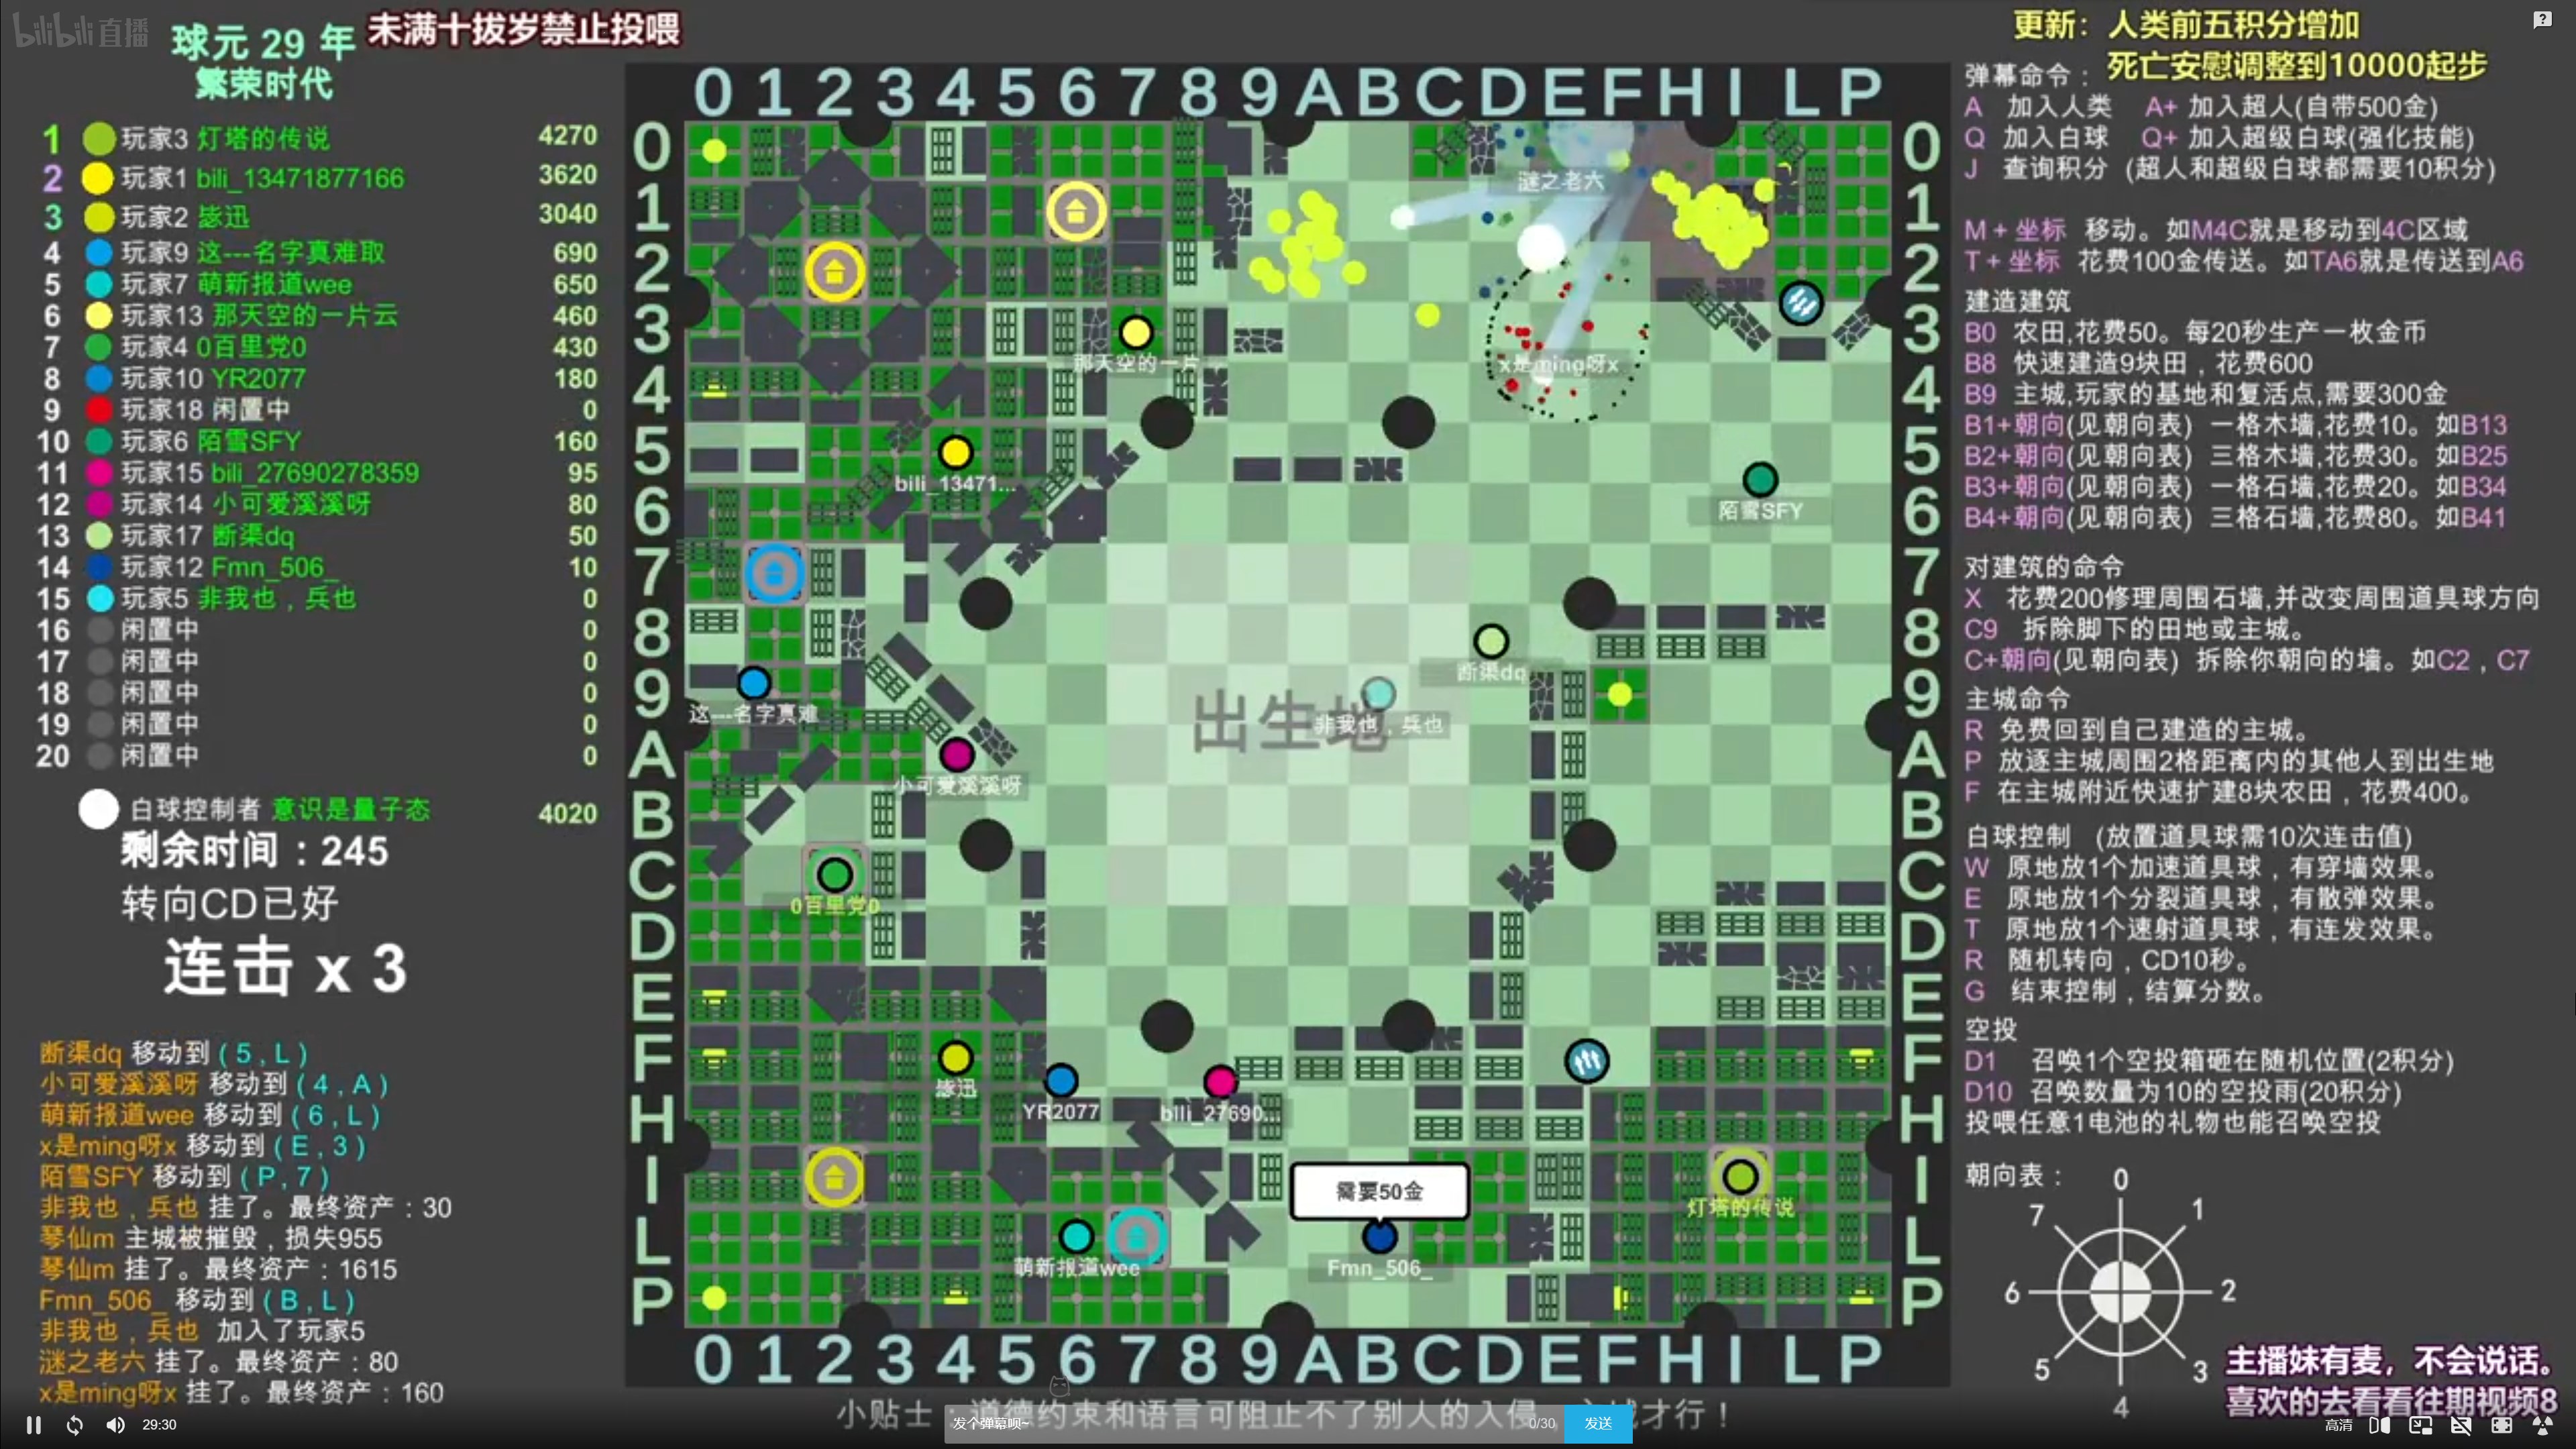 bilibili直播
球元 29 年
未满十拔岁禁止投喂
繁荣时代
1 玩家3 灯塔的传说 4270
2 玩家1 bili_13471877166 3620
3 玩家2 毖迅 3040
4 玩家9 这---名字真难取 690
5 玩家7 萌新报道wee 650
6 玩家13 那天空的一片云 460
7 玩家4 0百里党0 430
8 玩家10 YR2077 180
9 玩家18 闲置中 0
10 玩家6 陌雪SFY 160
11 玩家15 bili_27690278359 95
12 玩家14 小可爱溪溪呀 80
13 玩家17 断渠dq 50
14 玩家12 Fmn_506_ 10
15 玩家5 非我也，兵也 0
16 闲置中 0
17 闲置中 0
18 闲置中 0
19 闲置中 0
20 闲置中 0
白球控制者 意识是量子态 4020
剩余时间：245
转向CD已好
连击 x 3
断渠dq 移动到 ( 5 , L )
小可爱溪溪呀 移动到 ( 4 , A )
萌新报道wee 移动到 ( 6 , L )
x是ming呀x 移动到 ( E , 3 )
陌雪SFY 移动到 ( P , 7 )
非我也，兵也 挂了。最终资产：30
琴仙m 主城被摧毁，损失955
琴仙m 挂了。最终资产：1615
Fmn_506_ 移动到 ( B , L )
非我也，兵也 加入了玩家5
谜之老六 挂了。最终资产：80
x是ming呀x 挂了。最终资产：160
29:30
0 1 2 3 4 5 6 7 8 9 A B C D E F H I L P
0
1
2
3
4
5
6
7
8
9
A
B
C
D
E
F
H
I
L
P
谜之老六
那天空的一片
x是ming呀x
bili_13471...
陌雪SFY
断渠dq
出生地
这---名字真难
非我也，兵也
小可爱溪溪呀
0百里党0
毖迅
YR2077
bili_27690...
需要50金
灯塔的传说
萌新报道wee
Fmn_506_
0
1
2
3
4
5
6
7
8
9
A
B
C
D
E
F
H
I
L
P
0 1 2 3 4 5 6 7 8 9 A B C D E F H I L P
小贴士：道德约束和语言可阻止不了别人的入侵
才行！
发个弹幕呗~ 0/30 发送
更新：人类前五积分增加
死亡安慰调整到10000起步
弹幕命令：
A 加入人类 A+ 加入超人(自带500金)
Q 加入白球 Q+ 加入超级白球(强化技能)
J 查询积分 (超人和超级白球都需要10积分)
M + 坐标 移动。如M4C就是移动到4C区域
T + 坐标 花费100金传送。如TA6就是传送到A6
建造建筑
B0 农田,花费50。每20秒生产一枚金币
B8 快速建造9块田，花费600
B9 主城,玩家的基地和复活点,需要300金
B1+朝向(见朝向表) 一格木墙,花费10。如B13
B2+朝向(见朝向表) 三格木墙,花费30。如B25
B3+朝向(见朝向表) 一格石墙,花费20。如B34
B4+朝向(见朝向表) 三格石墙,花费80。如B41
对建筑的命令
X 花费200修理周围石墙,并改变周围道具球方向
C9 拆除脚下的田地或主城。
C+朝向(见朝向表) 拆除你朝向的墙。如C2，C7
主城命令
R 免费回到自己建造的主城。
P 放逐主城周围2格距离内的其他人到出生地
F 在主城附近快速扩建8块农田，花费400。
白球控制 (放置道具球需10次连击值)
W 原地放1个加速道具球，有穿墙效果。
E 原地放1个分裂道具球，有散弹效果。
T 原地放1个速射道具球，有连发效果。
R 随机转向，CD10秒。
G 结束控制，结算分数。
空投
D1 召唤1个空投箱砸在随机位置(2积分)
D10 召唤数量为10的空投雨(20积分)
投喂任意1电池的礼物也能召唤空投
朝向表：
0
7 1
6 2
5 3
4
主播妹有麦，不会说话。
喜欢的去看看往期视频8
高清